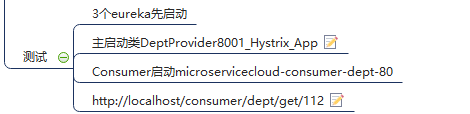 3个eureka先启动
主启动类DeptProvider8001_Hystrix_App
测试
Consumer启动microservicecloud-consumer-dept-80
http://localhost/consumer/dept/get/112